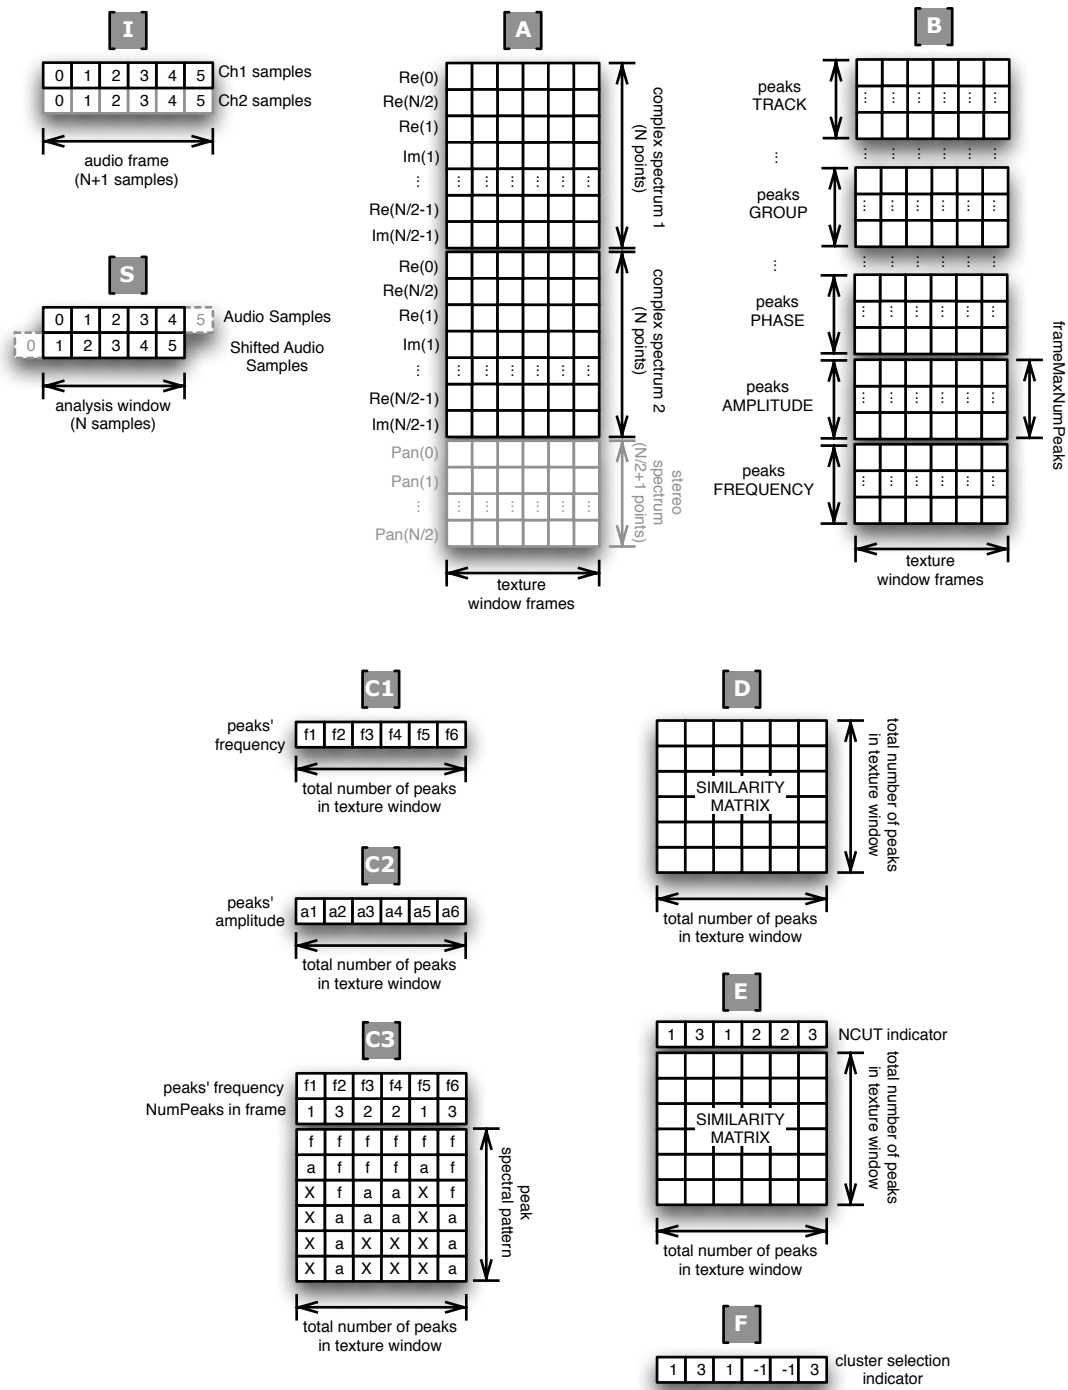 I
0 1 2 3 4 5 Ch1 samples
0 1 2 3 4 5 Ch2 samples
audio frame
(N+1 samples)
S
0 1 2 3 4 5 Audio Samples
0 1 2 3 4 5 Shifted Audio
Samples
analysis window
(N samples)
A
Re(0)
Re(N/2)
Re(1)
Im(1)
⋮ ⋮ ⋮ ⋮ ⋮ ⋮ ⋮
Re(N/2-1)
Im(N/2-1)
complex spectrum 1
(N points)
Re(0)
Re(N/2)
Re(1)
Im(1)
⋮ ⋮ ⋮ ⋮ ⋮ ⋮ ⋮
Re(N/2-1)
Im(N/2-1)
complex spectrum 2
(N points)
Pan(0)
Pan(1)
⋮ ⋮ ⋮ ⋮ ⋮ ⋮ ⋮
Pan(N/2)
stereo
spectrum
(N/2+1 points)
texture
window frames
B
peaks
TRACK
⋮ ⋮ ⋮ ⋮ ⋮ ⋮
⋮ ⋮ ⋮ ⋮ ⋮ ⋮ ⋮
peaks
GROUP
⋮ ⋮ ⋮ ⋮ ⋮ ⋮
⋮ ⋮ ⋮ ⋮ ⋮ ⋮ ⋮
peaks
PHASE
⋮ ⋮ ⋮ ⋮ ⋮ ⋮
peaks
AMPLITUDE
⋮ ⋮ ⋮ ⋮ ⋮ ⋮
frameMaxNumPeaks
peaks
FREQUENCY
⋮ ⋮ ⋮ ⋮ ⋮ ⋮
texture
window frames
C1
peaks'
frequency
f1 f2 f3 f4 f5 f6
total number of peaks
in texture window
C2
peaks'
amplitude
a1 a2 a3 a4 a5 a6
total number of peaks
in texture window
C3
peaks' frequency f1 f2 f3 f4 f5 f6
NumPeaks in frame 1 3 2 2 1 3
f f f f f f
a f f f a f
X f a a X f
X a a a X a
X a X X X a
X a X X X a
peak
spectral pattern
total number of peaks
in texture window
D
SIMILARITY
MATRIX
total number of peaks
in texture window
total number of peaks
in texture window
E
1 3 1 2 2 3 NCUT indicator
SIMILARITY
MATRIX
total number of peaks
in texture window
total number of peaks
in texture window
F
1 3 1 -1 -1 3 cluster selection
indicator